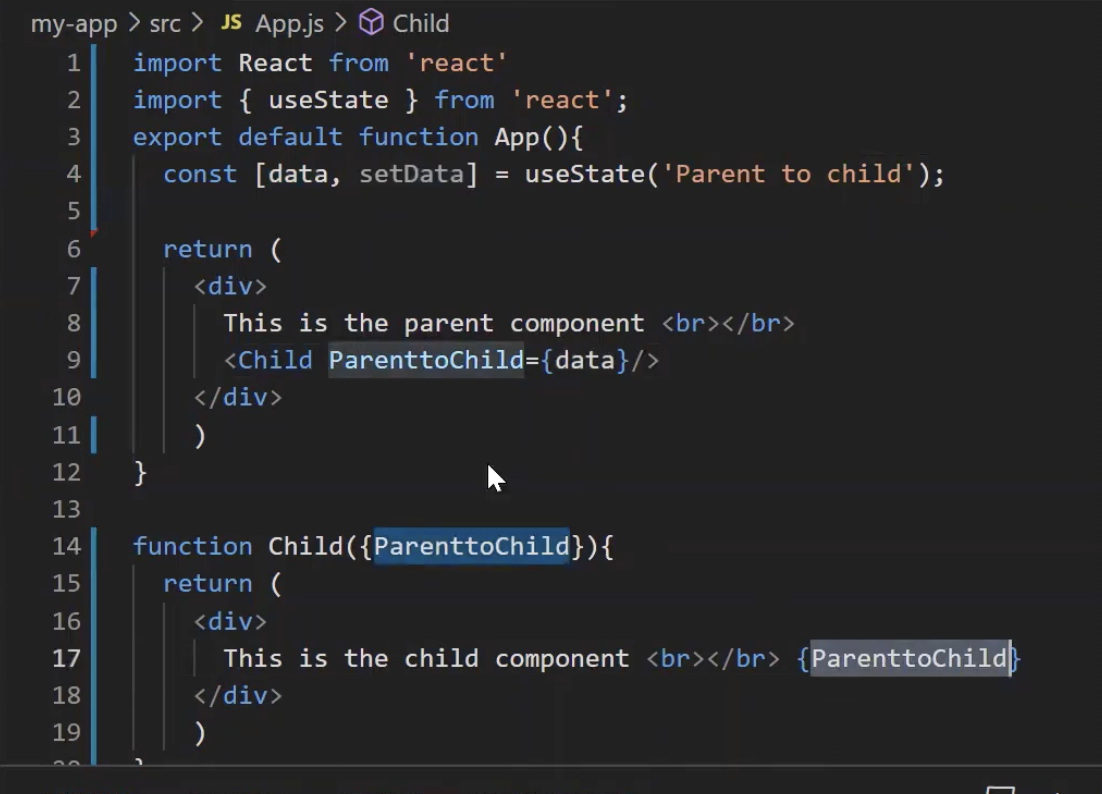 my-app > src > JS App.js > Child
1 import React from 'react'
2 import { useState } from 'react';
3 export default function App(){
4 const [data, setData] = useState('Parent to child');
5
6 return (
7 <div>
8 This is the parent component <br></br>
9 <Child ParenttoChild={data}/>
10 </div>
11 )
12 }
13
14 function Child({ParenttoChild}){
15 return (
16 <div>
17 This is the child component <br></br> {ParenttoChild}
18 </div>
19 )